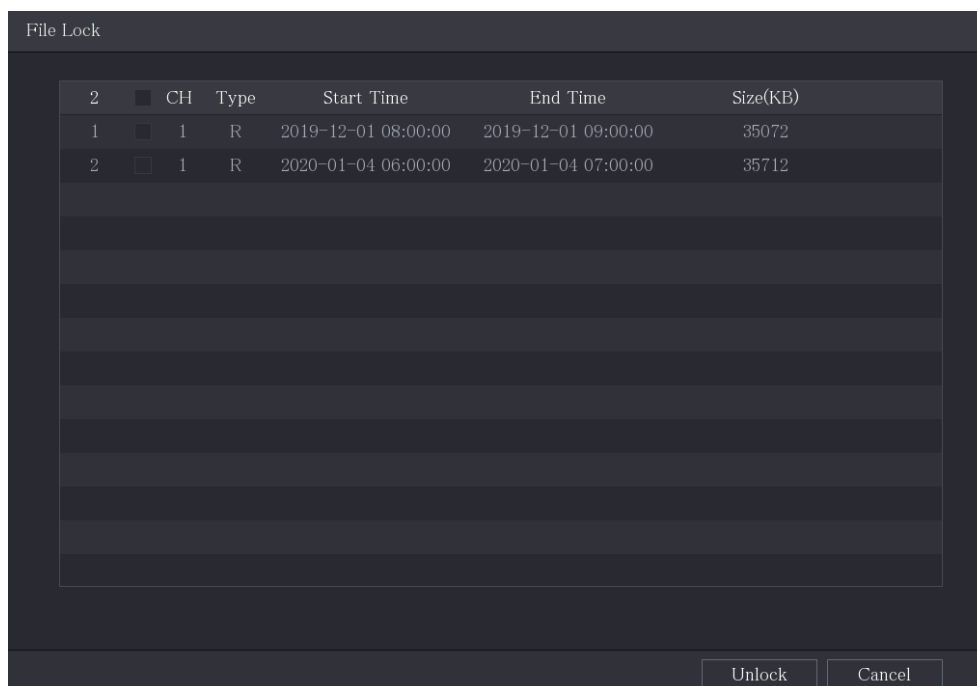 File Lock
2 CH Type Start Time End Time Size(KB)
1 1 R 2019-12-01 08:00:00 2019-12-01 09:00:00 35072
2 1 R 2020-01-04 06:00:00 2020-01-04 07:00:00 35712
Unlock Cancel